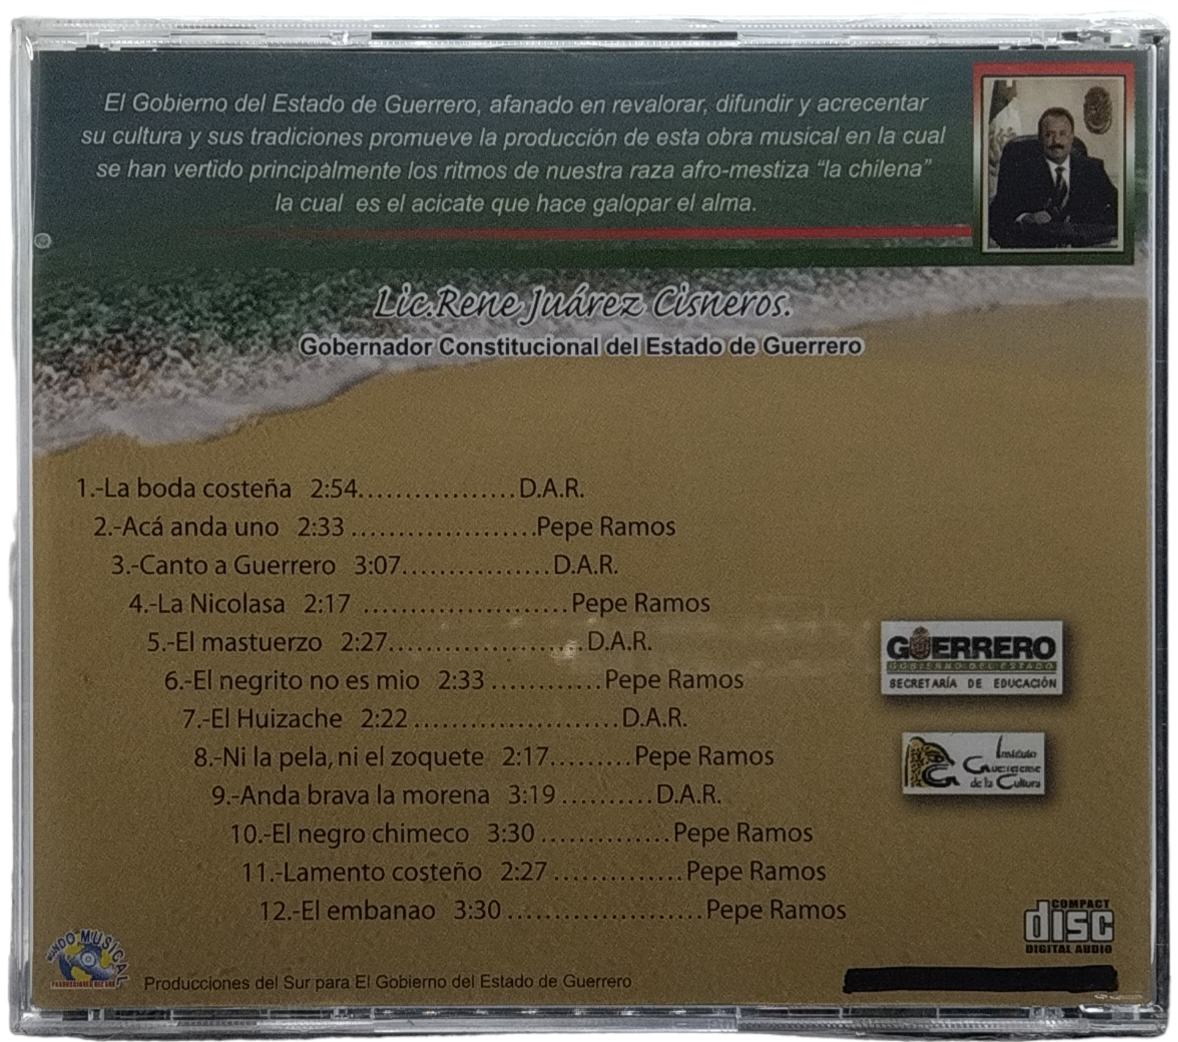 El Gobierno del Estado de Guerrero, afanado en revalorar, difundir y acrecentar
su cultura y sus tradiciones promueve la producción de esta obra musical en la cual
se han vertido principalmente los ritmos de nuestra raza afro-mestiza “la chilena”
la cual es el acicate que hace galopar el alma.
Lic.Rene Juárez Cisneros.
Gobernador Constitucional del Estado de Guerrero
1.-La boda costeña 2:54.................D.A.R.
2.-Acá anda uno 2:33....................Pepe Ramos
3.-Canto a Guerrero 3:07................D.A.R.
4.-La Nicolasa 2:17 ......................Pepe Ramos
5.-El mastuerzo 2:27.....................D.A.R.
6.-El negrito no es mio 2:33............Pepe Ramos
7.-El Huizache 2:22......................D.A.R.
8.-Ni la pela, ni el zoquete 2:17.........Pepe Ramos
9.-Anda brava la morena 3:19..........D.A.R.
10.-El negro chimeco 3:30..............Pepe Ramos
11.-Lamento costeño 2:27..............Pepe Ramos
12.-El embanao 3:30.....................Pepe Ramos
GUERRERO
GOBIERNO DEL ESTADO
SECRETARÍA DE EDUCACIÓN
Instituto
Guerrerense
de la Cultura
COMPACT
disc
DIGITAL AUDIO
MUNDO MUSICAL
PRODUCCIONES DEL SUR
Producciones del Sur para El Gobierno del Estado de Guerrero